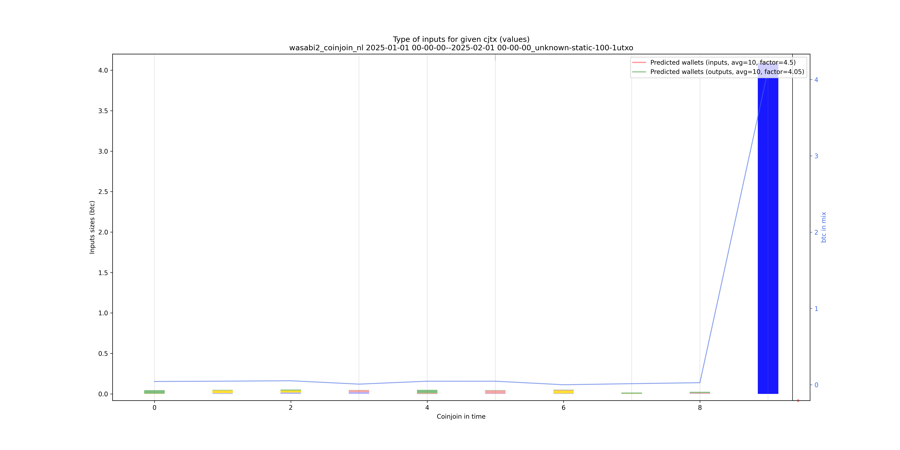 Type of inputs for given cjtx (values)
wasabi2_coinjoin_nl 2025-01-01 00-00-00--2025-02-01 00-00-00_unknown-static-100-1utxo
Predicted wallets (inputs, avg=10, factor=4.5)
Predicted wallets (outputs, avg=10, factor=4.05)
4.0
3.5
3.0
2.5
2.0
1.5
1.0
0.5
0.0
Inputs sizes (btc)
0
2
4
6
8
Coinjoin in time
4
3
2
1
0
btc in mix